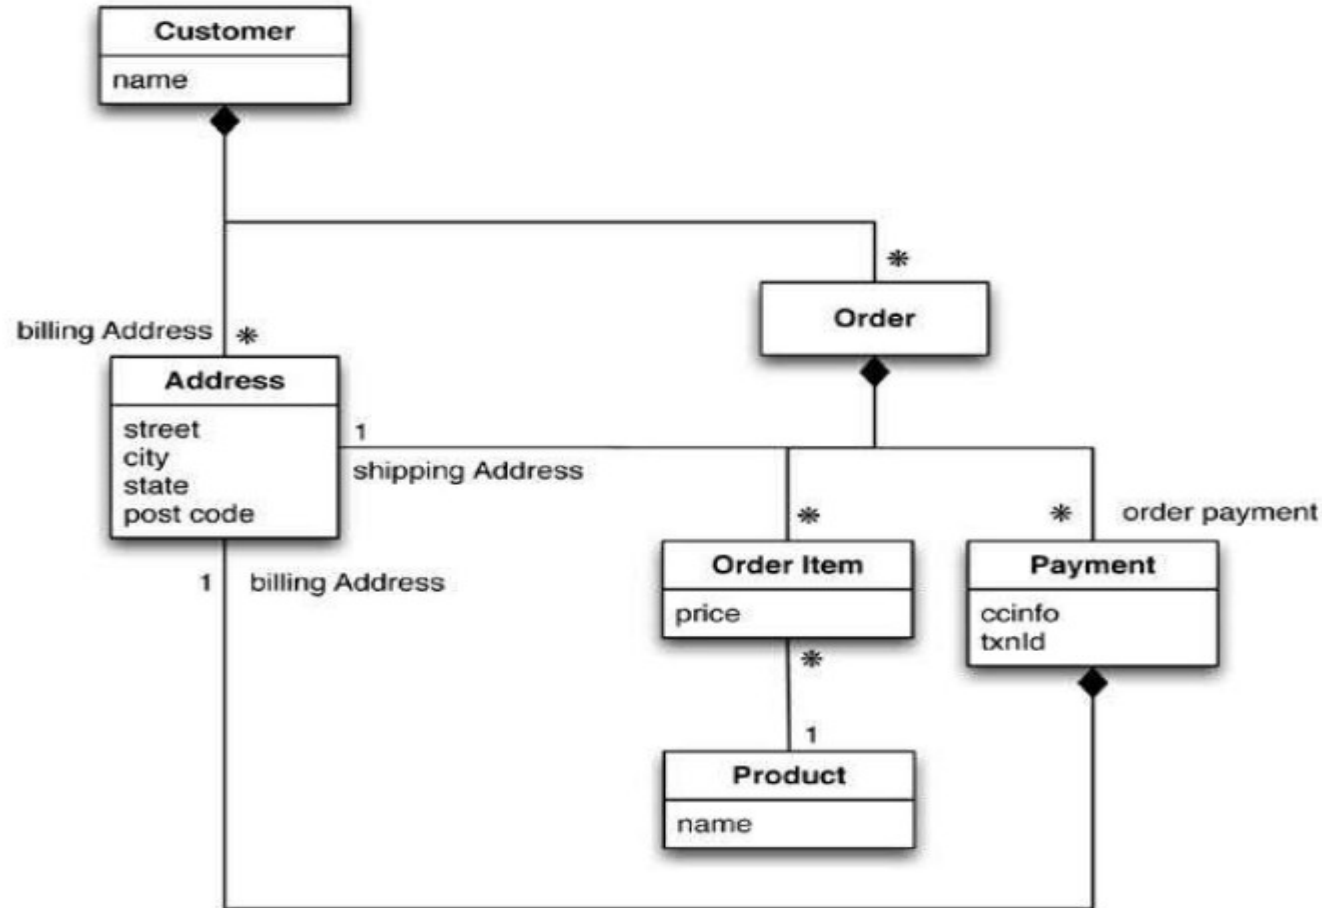 Customer
name
*
Order
billing Address *
Address
street
city
state
post code
1
shipping Address
*
* order payment
Order Item
price
Payment
ccinfo
txnId
1 billing Address
*
1
Product
name